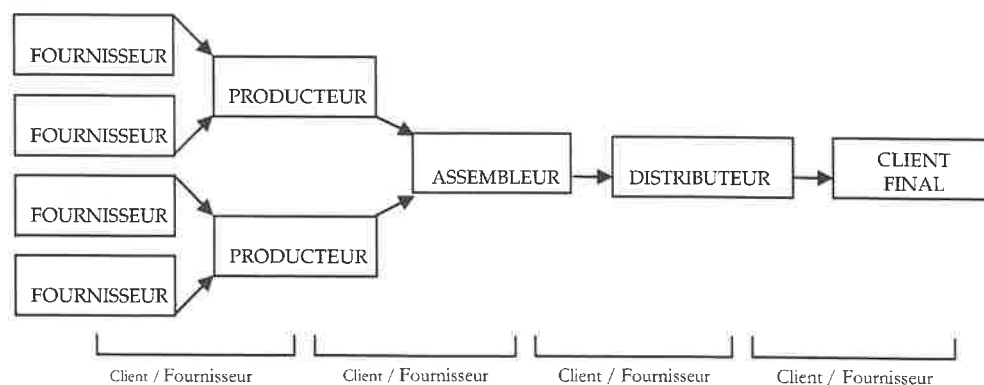 FOURNISSEUR
FOURNISSEUR
FOURNISSEUR
FOURNISSEUR
PRODUCTEUR
PRODUCTEUR
ASSEMBLEUR
DISTRIBUTEUR
CLIENT
FINAL
Client / Fournisseur
Client / Fournisseur
Client / Fournisseur
Client / Fournisseur